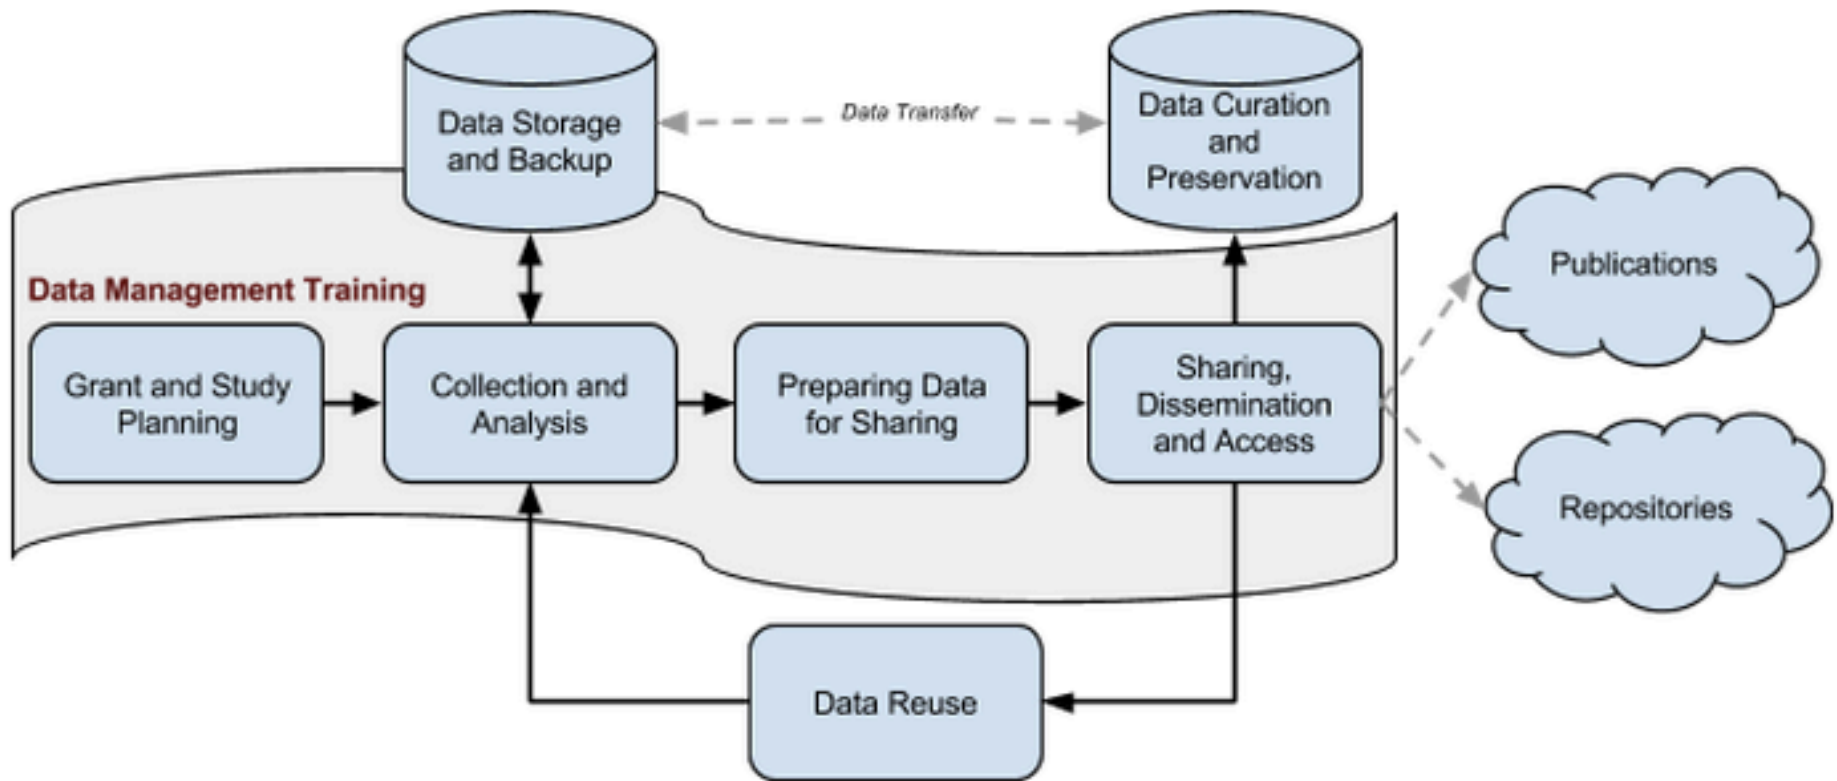 Data Storage
and Backup
Data Transfer
Data Curation
and
Preservation
Publications
Data Management Training
Grant and Study
Planning
Collection and
Analysis
Preparing Data
for Sharing
Sharing,
Dissemination
and Access
Repositories
Data Reuse